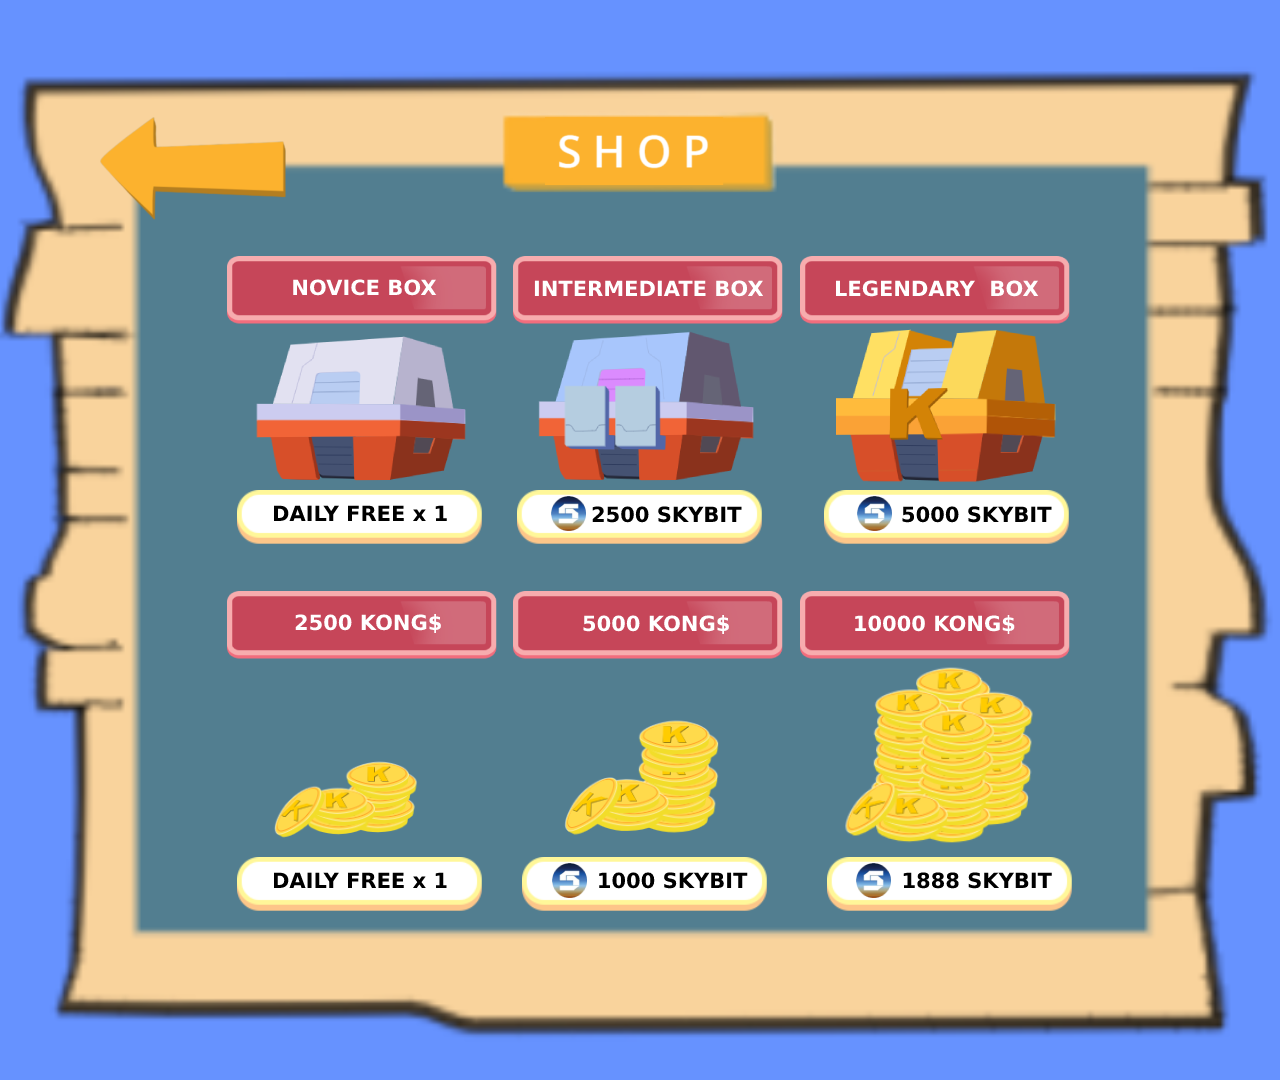 SHOP
NOVICE BOX
INTERMEDIATE BOX
LEGENDARY  BOX
K
DAILY FREE x 1
S 2500 SKYBIT
S 5000 SKYBIT
2500 KONG$
5000 KONG$
10000 KONG$
K K K
K K K
K K K K K K
DAILY FREE x 1
S 1000 SKYBIT
S 1888 SKYBIT